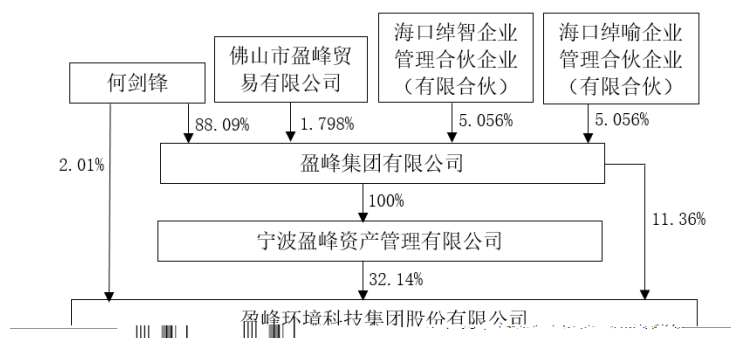 何剑锋
佛山市盈峰贸
易有限公司
海口绰智企业
管理合伙企业
（有限合伙）
海口绰喻企业
管理合伙企业
（有限合伙）
2.01%
88.09%
1.798%
5.056%
5.056%
盈峰集团有限公司
100%
11.36%
宁波盈峰资产管理有限公司
32.14%
盈峰环境科技集团股份有限公司